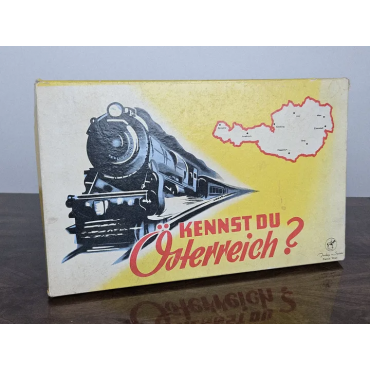 KENNST DU
Österreich?